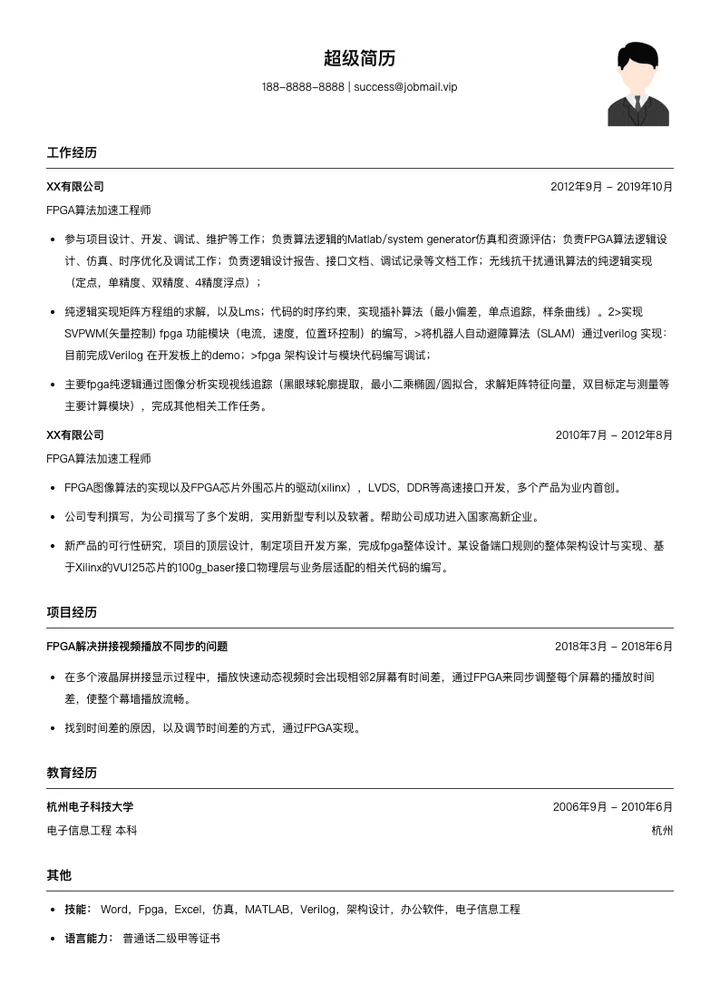 超级简历
188-8888-8888 | success@jobmail.vip
工作经历
XX有限公司 2012年9月 - 2019年10月
FPGA算法加速工程师
• 参与项目设计、开发、调试、维护等工作；负责算法逻辑的Matlab/system generator仿真和资源评估；负责FPGA算法逻辑设
计、仿真、时序优化及调试工作；负责逻辑设计报告、接口文档、调试记录等文档工作；无线抗干扰通讯算法的纯逻辑实现
（定点，单精度、双精度、4精度浮点）；
• 纯逻辑实现矩阵方程组的求解，以及Lms；代码的时序约束，实现插补算法（最小偏差，单点追踪，样条曲线）。2>实现
SVPWM(矢量控制) fpga 功能模块（电流，速度，位置环控制）的编写，>将机器人自动避障算法（SLAM）通过verilog 实现：
目前完成Verilog 在开发板上的demo；>fpga 架构设计与模块代码编写调试；
• 主要fpga纯逻辑通过图像分析实现视线追踪（黑眼球轮廓提取，最小二乘椭圆/圆拟合，求解矩阵特征向量，双目标定与测量等
主要计算模块），完成其他相关工作任务。
XX有限公司 2010年7月 - 2012年8月
FPGA算法加速工程师
• FPGA图像算法的实现以及FPGA芯片外围芯片的驱动(xilinx），LVDS，DDR等高速接口开发，多个产品为业内首创。
• 公司专利撰写，为公司撰写了多个发明，实用新型专利以及软著。帮助公司成功进入国家高新企业。
• 新产品的可行性研究，项目的顶层设计，制定项目开发方案，完成fpga整体设计。某设备端口规则的整体架构设计与实现、基
于Xilinx的VU125芯片的100g_baser接口物理层与业务层适配的相关代码的编写。
项目经历
FPGA解决拼接视频播放不同步的问题 2018年3月 - 2018年6月
• 在多个液晶屏拼接显示过程中，播放快速动态视频时会出现相邻2屏幕有时间差，通过FPGA来同步调整每个屏幕的播放时间
差，使整个幕墙播放流畅。
• 找到时间差的原因，以及调节时间差的方式，通过FPGA实现。
教育经历
杭州电子科技大学 2006年9月 - 2010年6月
电子信息工程 本科 杭州
其他
• 技能： Word，Fpga，Excel，仿真，MATLAB，Verilog，架构设计，办公软件，电子信息工程
• 语言能力： 普通话二级甲等证书